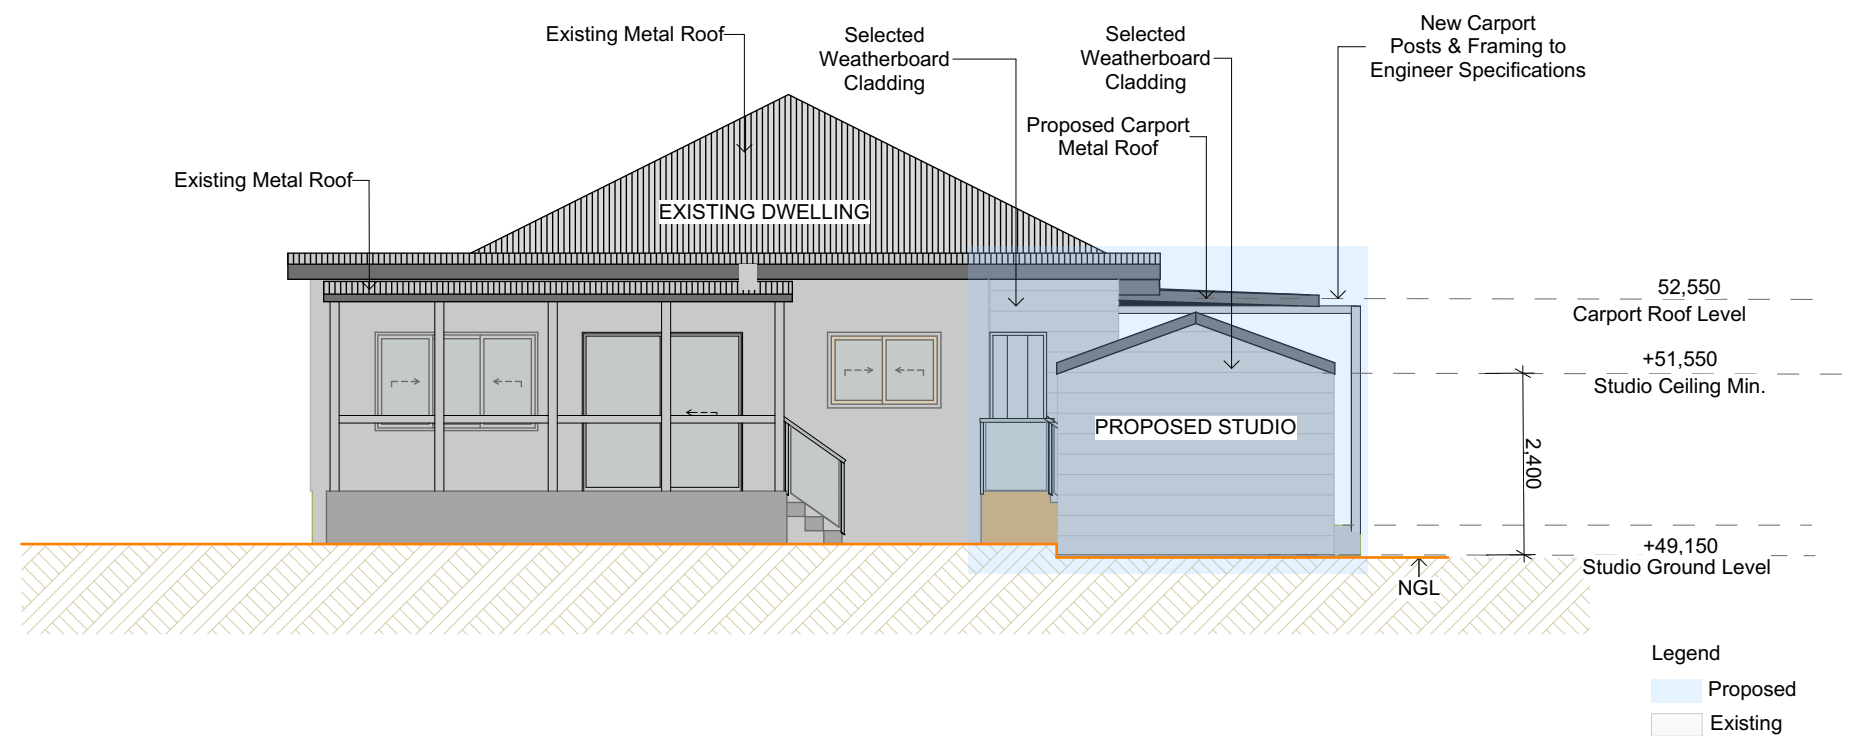 Existing Metal Roof
Selected
Weatherboard
Cladding
Selected
Weatherboard
Cladding
New Carport
Posts & Framing to
Engineer Specifications
Proposed Carport
Metal Roof
Existing Metal Roof
EXISTING DWELLING
52,550
Carport Roof Level
+51,550
Studio Ceiling Min.
PROPOSED STUDIO
2,400
+49,150
Studio Ground Level
NGL
Legend
Proposed
Existing